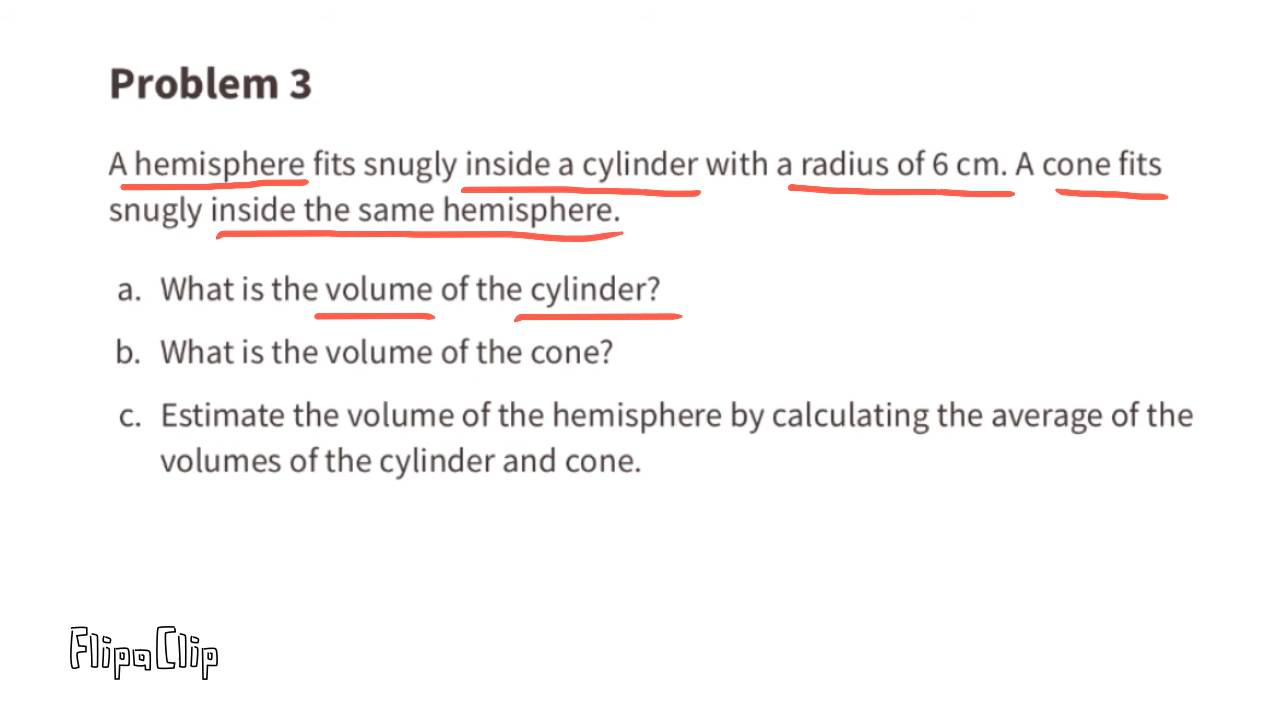 Problem 3
A hemisphere fits snugly inside a cylinder with a radius of 6 cm. A cone fits
snugly inside the same hemisphere.
a. What is the volume of the cylinder?
b. What is the volume of the cone?
c. Estimate the volume of the hemisphere by calculating the average of the
volumes of the cylinder and cone.
FlipaClip